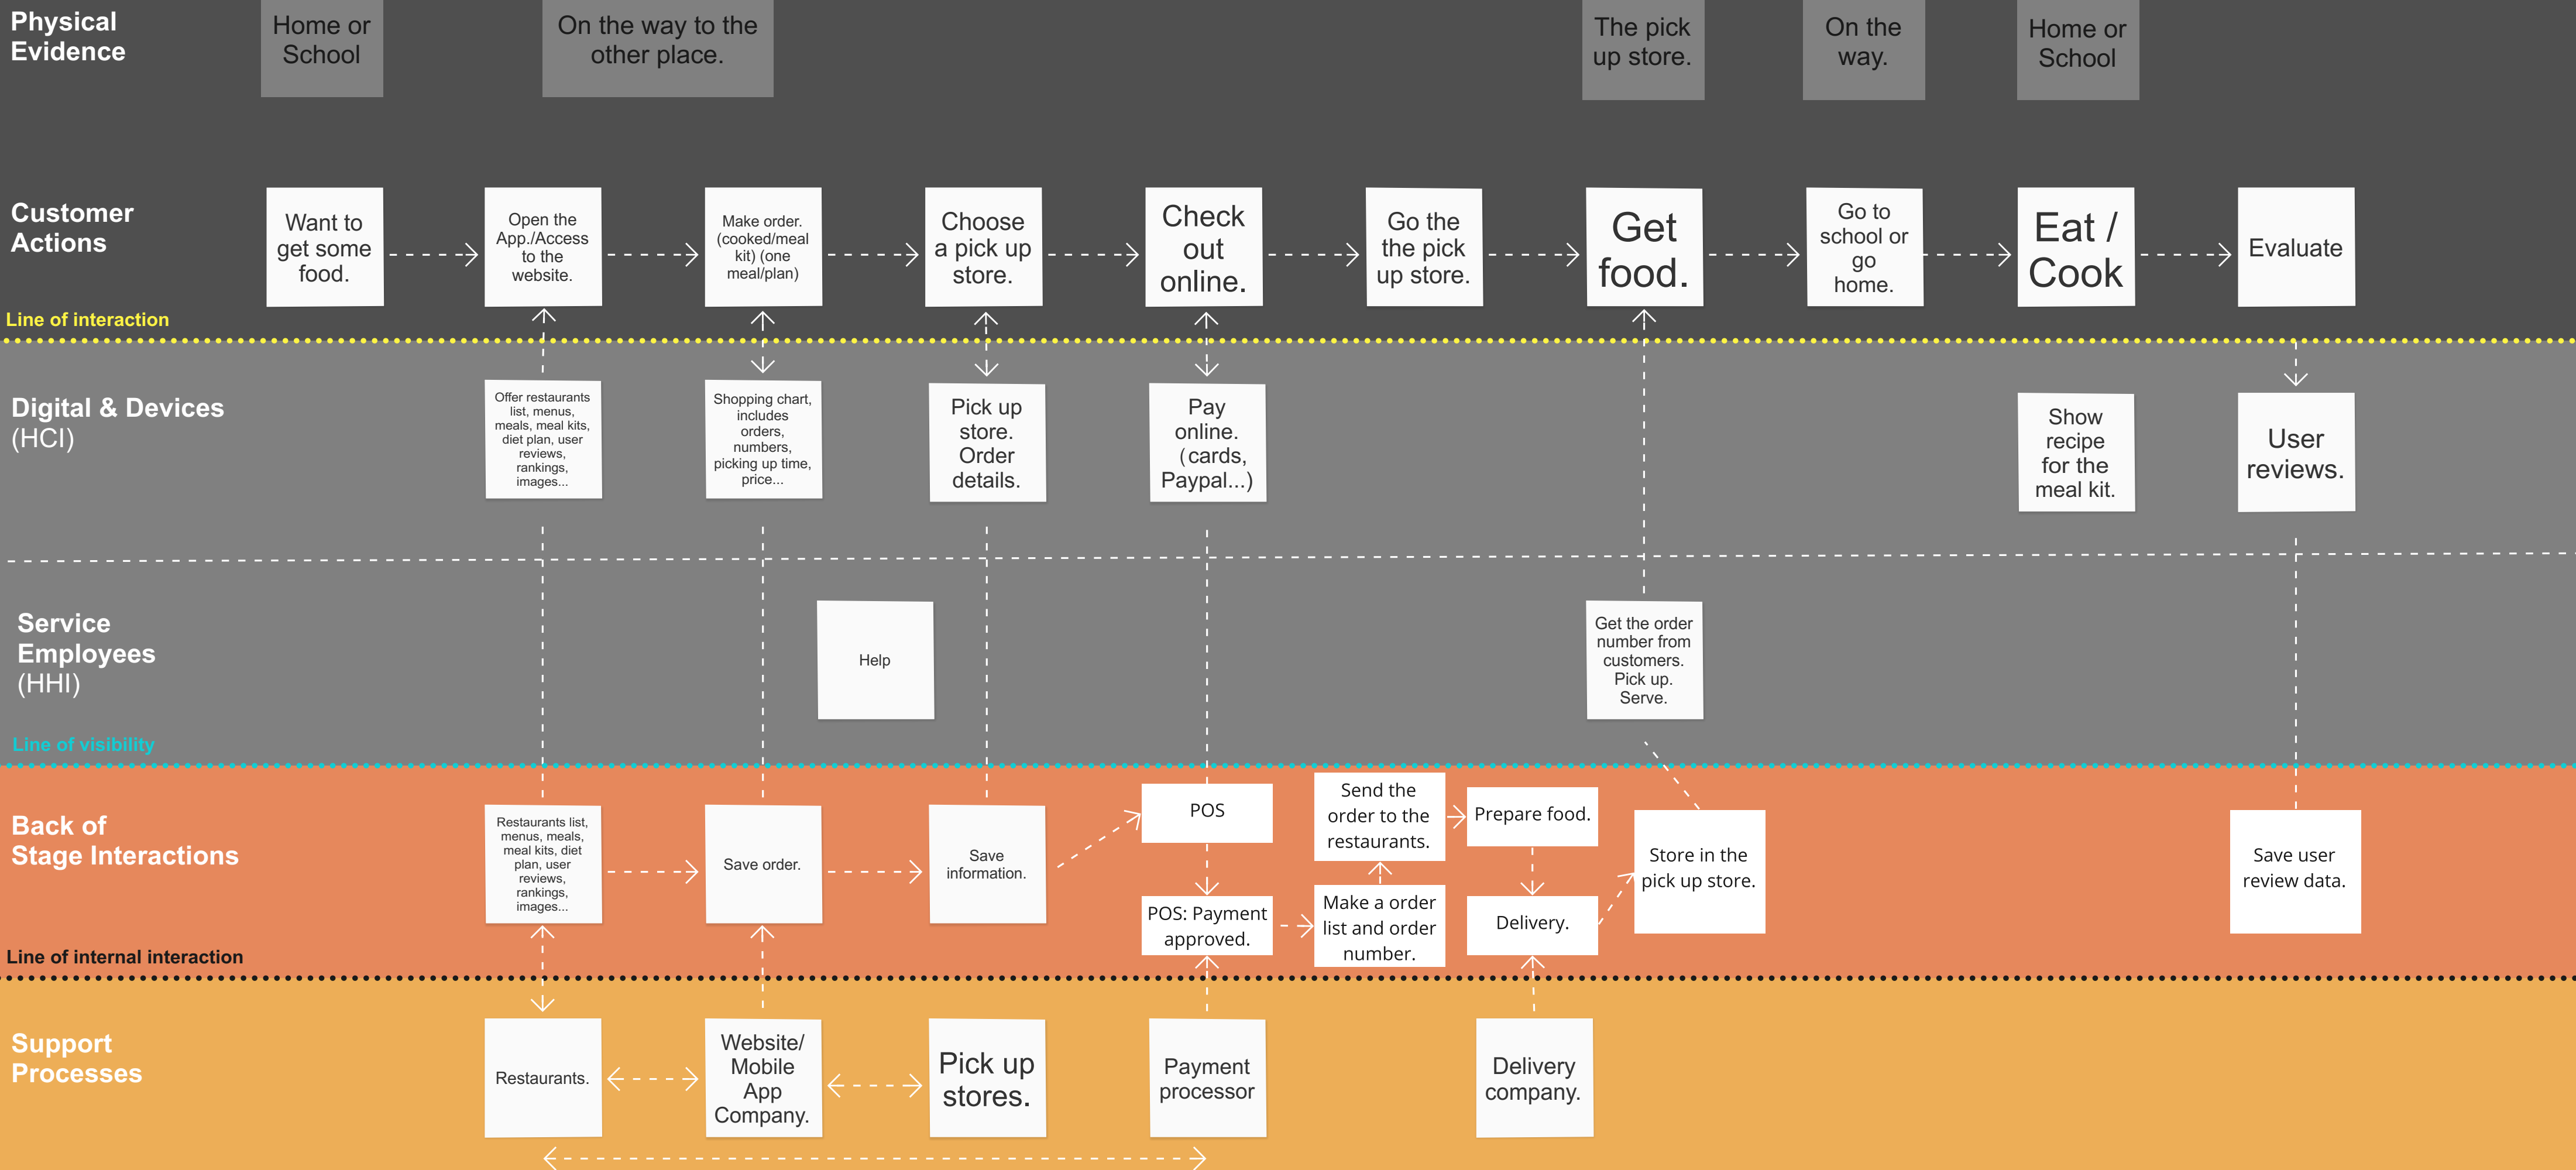 Physical
Evidence
Home or
School
On the way to the
other place.
The pick
up store.
On the
way.
Home or
School
Customer
Actions
Want to
get some
food.
Open the
App./Access
to the
website.
Make order.
(cooked/meal
kit) (one
meal/plan)
Choose
a pick up
store.
Check
out
online.
Go the
the pick
up store.
Get
food.
Go to
school or
go
home.
Eat /
Cook
Evaluate
Line of interaction
Digital & Devices
(HCI)
Offer restaurants
list, menus,
meals, meal kits,
diet plan, user
reviews,
rankings,
images...
Shopping chart,
includes
orders,
numbers,
picking up time,
price...
Pick up
store.
Order
details.
Pay
online.
(cards,
Paypal...)
Show
recipe
for the
meal kit.
User
reviews.
Service
Employees
(HHI)
Help
Get the order
number from
customers.
Pick up.
Serve.
Line of visibility
Back of
Stage Interactions
Restaurants list,
menus, meals,
meal kits, diet
plan, user
reviews,
rankings,
images...
Save order.
Save
information.
POS
POS: Payment
approved.
Send the
order to the
restaurants.
Make a order
list and order
number.
Prepare food.
Delivery.
Store in the
pick up store.
Save user
review data.
Line of internal interaction
Support
Processes
Restaurants.
Website/
Mobile
App
Company.
Pick up
stores.
Payment
processor
Delivery
company.